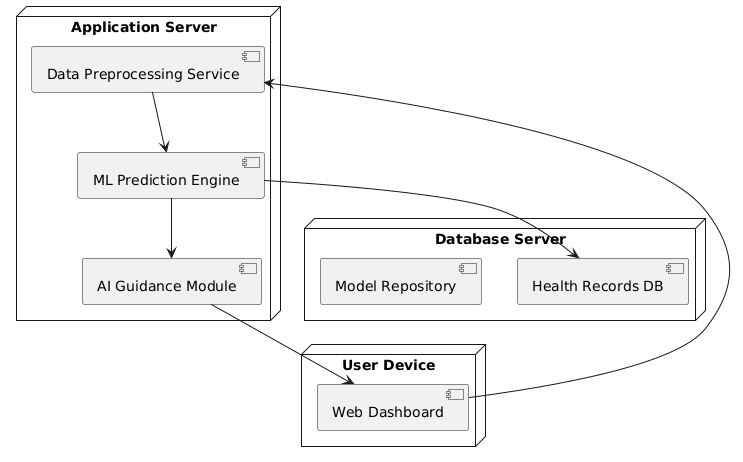 Application Server
Data Preprocessing Service
ML Prediction Engine
AI Guidance Module
Database Server
Model Repository
Health Records DB
User Device
Web Dashboard